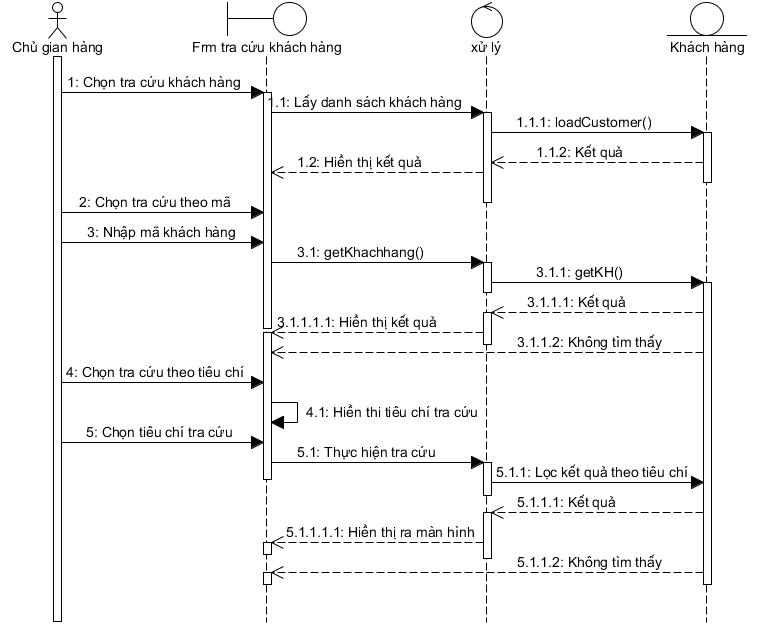 Chủ gian hàng
Frm tra cứu khách hàng
xử lý
Khách hàng
1: Chọn tra cứu khách hàng
1.1: Lấy danh sách khách hàng
1.1.1: loadCustomer()
1.1.2: Kết quả
1.2: Hiền thị kết quả
2: Chọn tra cứu theo mã
3: Nhập mã khách hàng
3.1: getKhachhang()
3.1.1: getKH()
3.1.1.1: Kết quả
3.1.1.1.1: Hiền thị kết quả
3.1.1.2: Không tìm thấy
4: Chọn tra cứu theo tiêu chí
4.1: Hiền thi tiêu chí tra cứu
5: Chọn tiêu chí tra cứu
5.1: Thực hiện tra cứu
5.1.1: Lọc kết quả theo tiêu chí
5.1.1.1: Kết quả
5.1.1.1.1: Hiền thị ra màn hình
5.1.1.2: Không tìm thấy